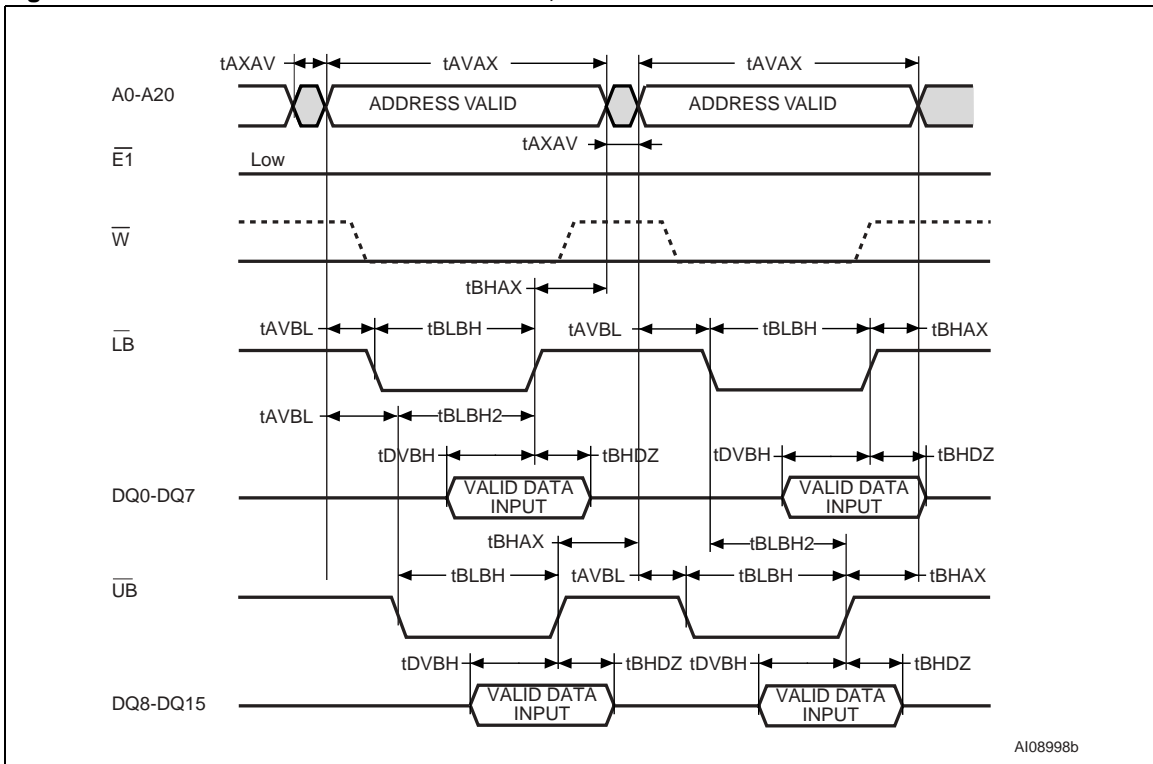 tAXAV tAVAX tAVAX
A0-A20 ADDRESS VALID ADDRESS VALID
tAXAV
E1 Low
W
tBHAX
tAVBL tBLBH tAVBL tBLBH tBHAX
LB
tAVBL tBLBH2
tDVBH tBHDZ tDVBH tBHDZ
DQ0-DQ7 VALID DATA INPUT VALID DATA INPUT
tBHAX tBLBH2
UB tBLBH tAVBL tBLBH tBHAX
tDVBH tBHDZ tDVBH tBHDZ
DQ8-DQ15 VALID DATA INPUT VALID DATA INPUT
AI08998b